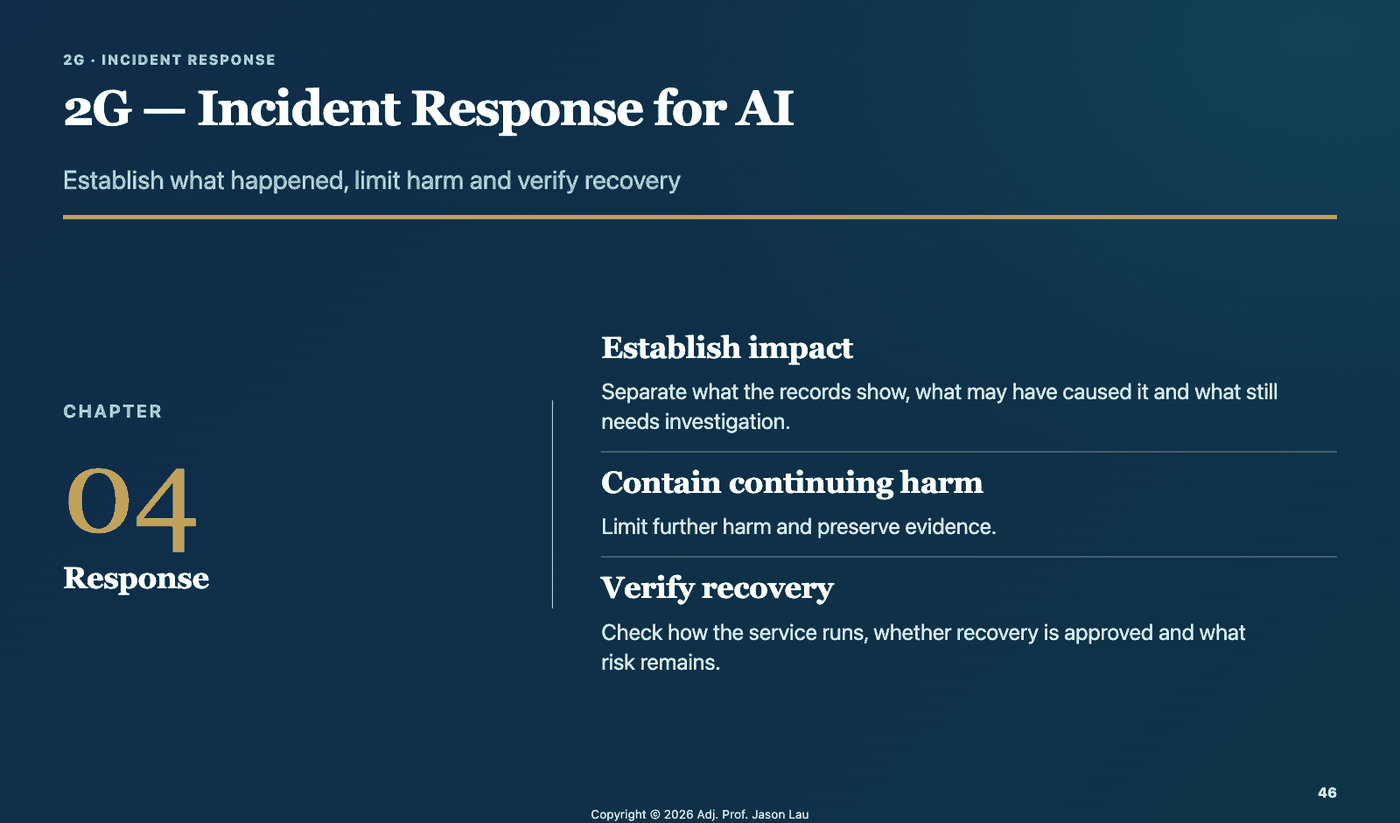 2G · INCIDENT RESPONSE
2G — Incident Response for AI
Establish what happened, limit harm and verify recovery
CHAPTER
04
Response
Establish impact
Separate what the records show, what may have caused it and what still
needs investigation.
Contain continuing harm
Limit further harm and preserve evidence.
Verify recovery
Check how the service runs, whether recovery is approved and what
risk remains.
46
Copyright © 2026 Adj. Prof. Jason Lau